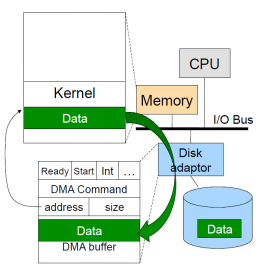 CPU
Kernel
Memory
Data
I/O Bus
Disk
adaptor
Ready Start Int ...
DMA Command
address size
Data
DMA buffer
Data